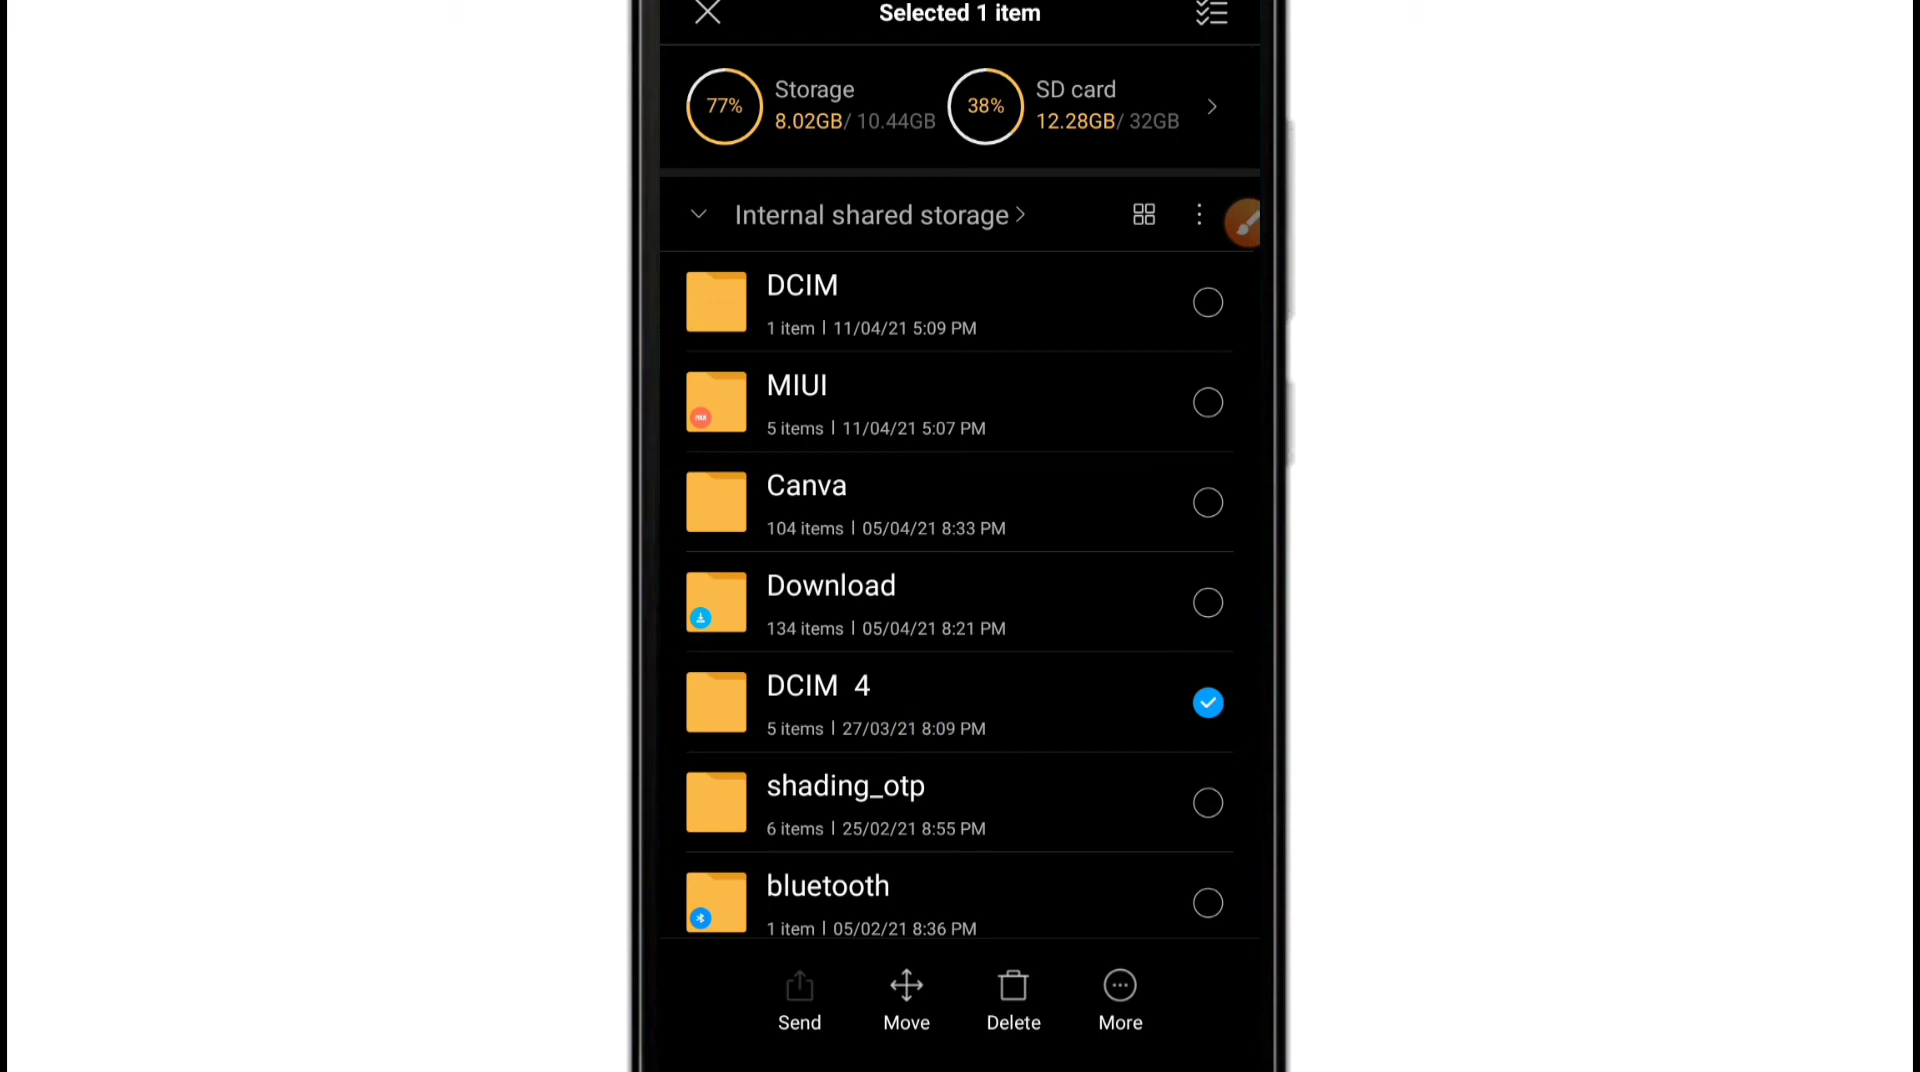 Selected 1 item
77% Storage 8.02GB/ 10.44GB
38% SD card 12.28GB/ 32GB
Internal shared storage
DCIM
1 item | 11/04/21 5:09 PM
MIUI
5 items | 11/04/21 5:07 PM
Canva
104 items | 05/04/21 8:33 PM
Download
134 items | 05/04/21 8:21 PM
DCIM  4
5 items | 27/03/21 8:09 PM
shading_otp
6 items | 25/02/21 8:55 PM
bluetooth
1 item | 05/02/21 8:36 PM
Send Move Delete More